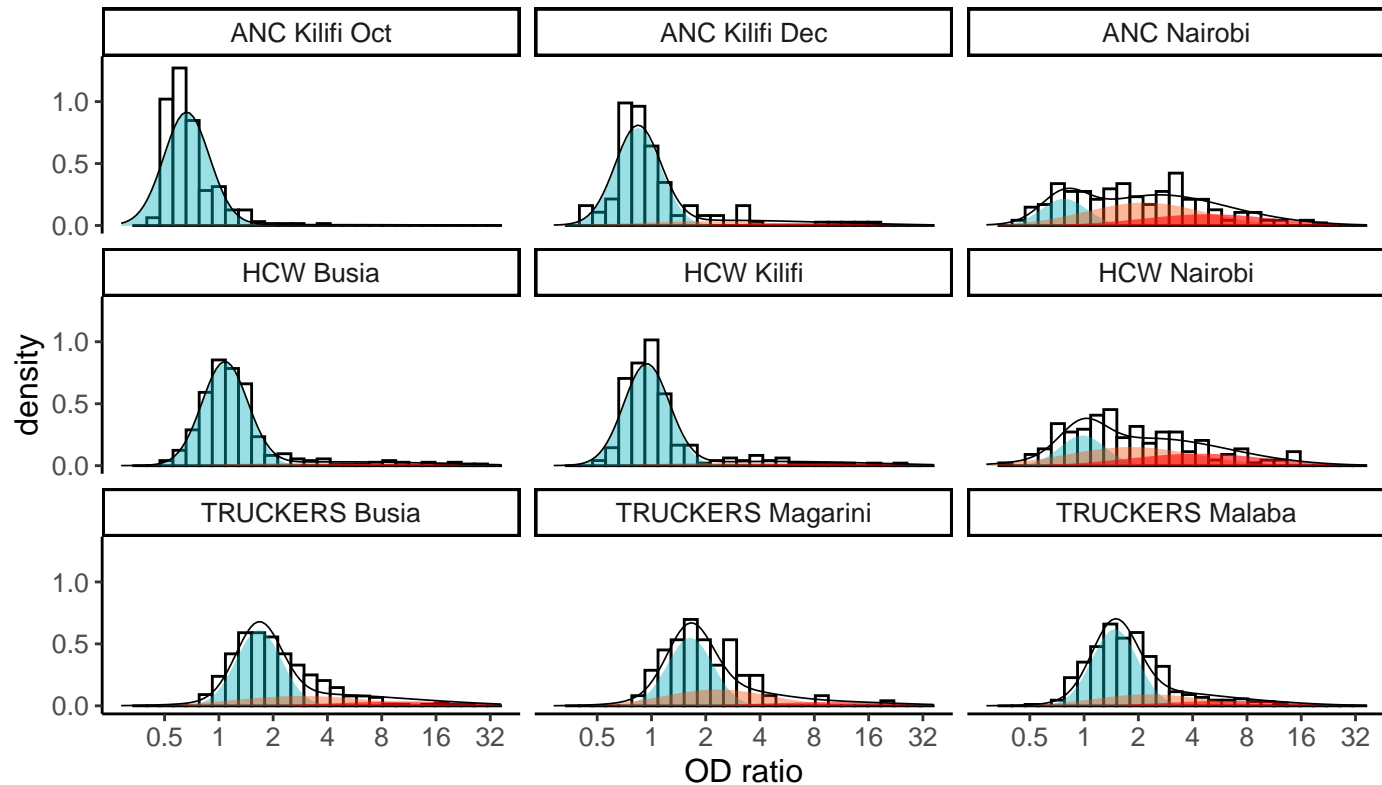 ANC Kilifi Oct
ANC Kilifi Dec
ANC Nairobi
1.0
0.5
0.0
HCW Busia
HCW Kilifi
HCW Nairobi
1.0
0.5
0.0
density
TRUCKERS Busia
TRUCKERS Magarini
TRUCKERS Malaba
1.0
0.5
0.0
0.5 1 2 4 8 16 32
0.5 1 2 4 8 16 32
0.5 1 2 4 8 16 32
OD ratio